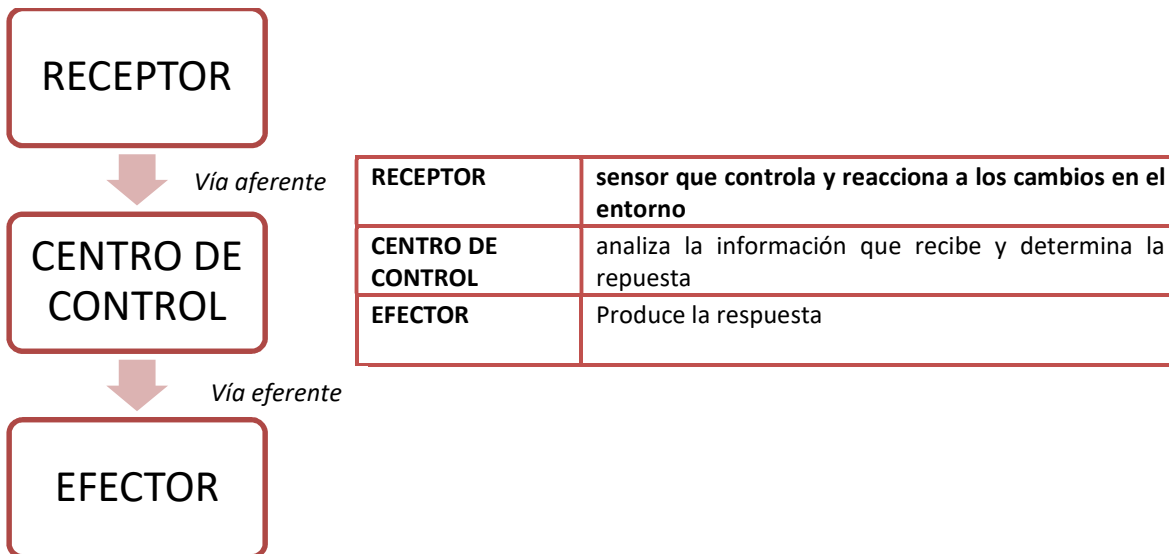 RECEPTOR
Vía aferente
CENTRO DE
CONTROL
Vía eferente
EFECTOR
RECEPTOR
sensor que controla y reacciona a los cambios en el
entorno
CENTRO DE
CONTROL
analiza la información que recibe y determina la
repuesta
EFECTOR
Produce la respuesta